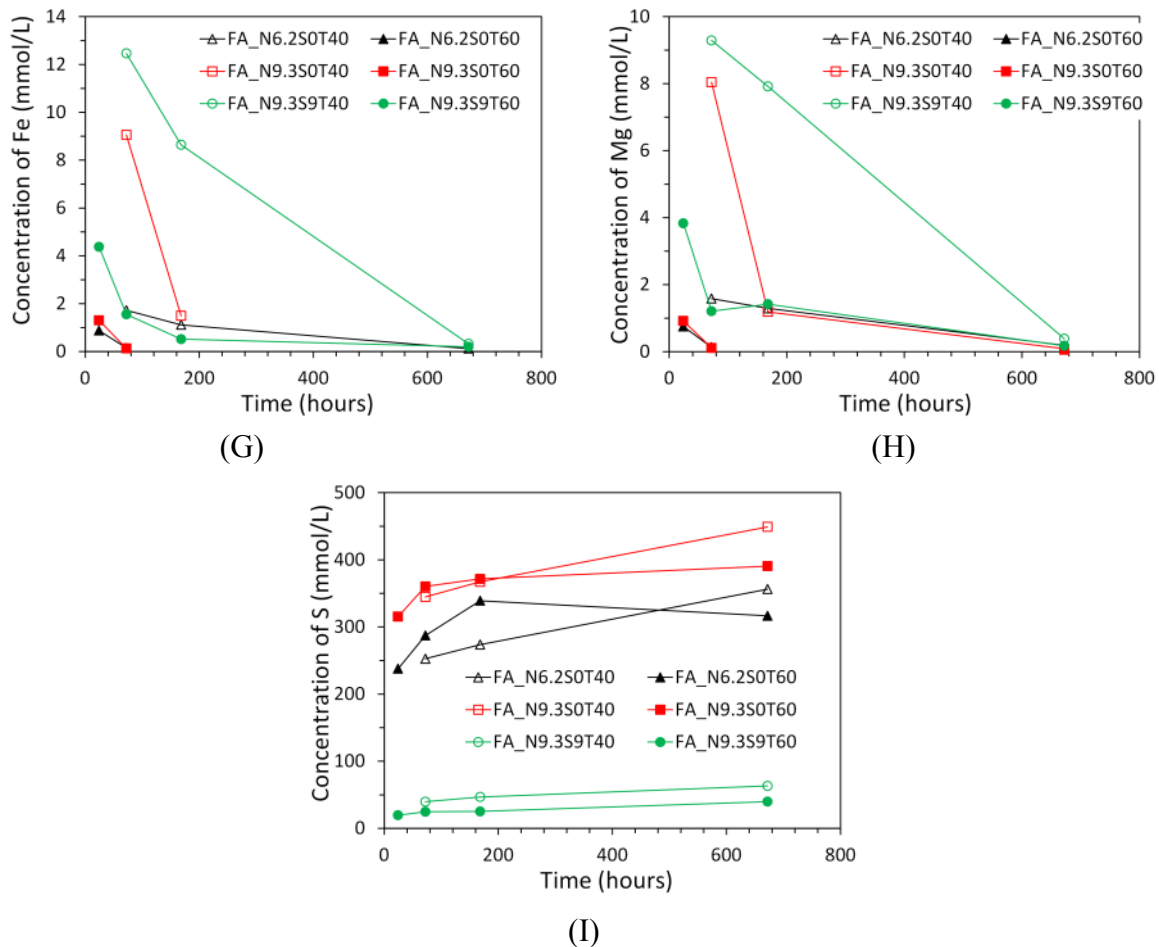 Concentration of Fe (mmol/L)
14
12
10
8
6
4
2
0
FA_N6.2S0T40 FA_N6.2S0T60
FA_N9.3S0T40 FA_N9.3S0T60
FA_N9.3S9T40 FA_N9.3S9T60
0 200 400 600 800
Time (hours)
(G)
Concentration of Mg (mmol/L)
10
8
6
4
2
0
FA_N6.2S0T40 FA_N6.2S0T60
FA_N9.3S0T40 FA_N9.3S0T60
FA_N9.3S9T40 FA_N9.3S9T60
0 200 400 600 800
Time (hours)
(H)
Concentration of S (mmol/L)
500
400
300
200
100
0
FA_N6.2S0T40 FA_N6.2S0T60
FA_N9.3S0T40 FA_N9.3S0T60
FA_N9.3S9T40 FA_N9.3S9T60
0 200 400 600 800
Time (hours)
(I)